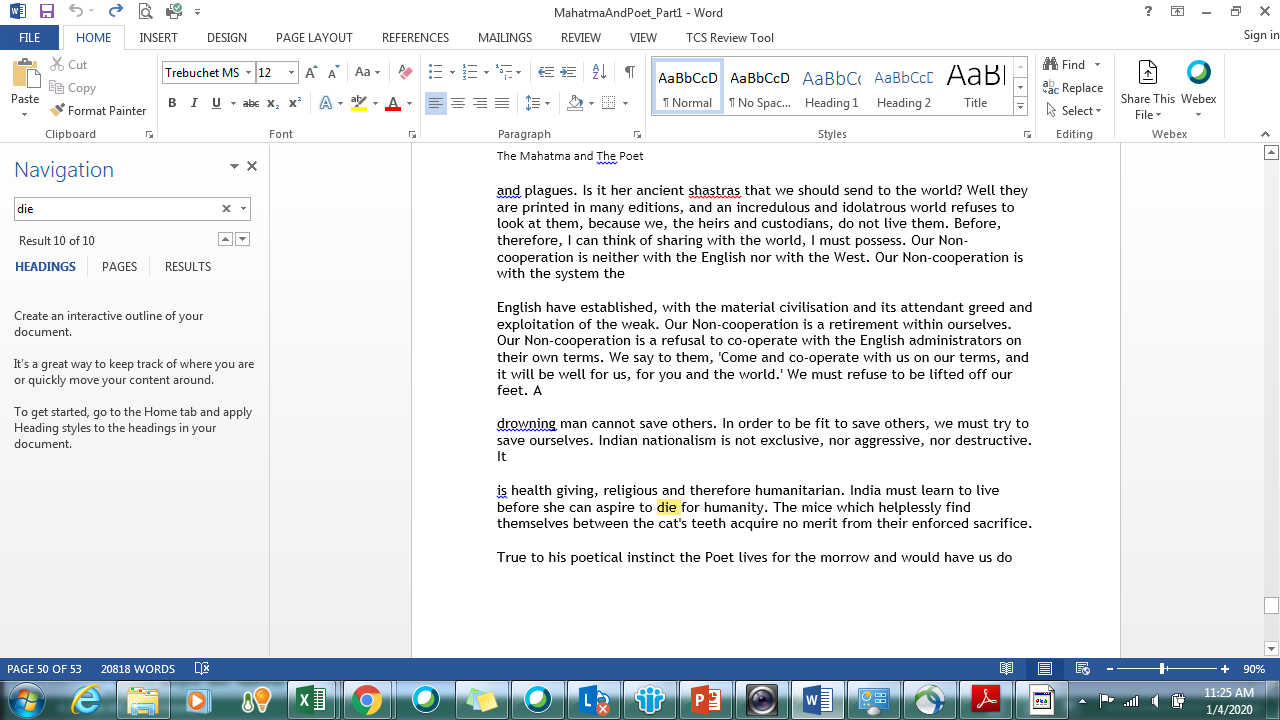 MahatmaAndPoet_Part1 - Word
?
Sign in
FILE HOME INSERT DESIGN PAGE LAYOUT REFERENCES MAILINGS REVIEW VIEW TCS Review Tool
Paste
Cut
Copy
Format Painter
Clipboard
Trebuchet MS 12 Aa
B I U abc x₂ x² A A
Font
Paragraph
AaBbCcD AaBbCcD AaBbCc AaBbCcD AaB
¶ Normal ¶ No Spac... Heading 1 Heading 2 Title
Styles
Find
Replace
Select
Editing
Share This File
Webex
Webex
Navigation
die
Result 10 of 10
HEADINGS PAGES RESULTS
Create an interactive outline of your
document.
It's a great way to keep track of where you are
or quickly move your content around.
To get started, go to the Home tab and apply
Heading styles to the headings in your
document.
The Mahatma and The Poet
and plagues. Is it her ancient shastras that we should send to the world? Well they
are printed in many editions, and an incredulous and idolatrous world refuses to
look at them, because we, the heirs and custodians, do not live them. Before,
therefore, I can think of sharing with the world, I must possess. Our Non-
cooperation is neither with the English nor with the West. Our Non-cooperation is
with the system the
English have established, with the material civilisation and its attendant greed and
exploitation of the weak. Our Non-cooperation is a retirement within ourselves.
Our Non-cooperation is a refusal to co-operate with the English administrators on
their own terms. We say to them, 'Come and co-operate with us on our terms, and
it will be well for us, for you and the world.' We must refuse to be lifted off our
feet. A
drowning man cannot save others. In order to be fit to save others, we must try to
save ourselves. Indian nationalism is not exclusive, nor aggressive, nor destructive.
It
is health giving, religious and therefore humanitarian. India must learn to live
before she can aspire to die for humanity. The mice which helplessly find
themselves between the cat's teeth acquire no merit from their enforced sacrifice.
True to his poetical instinct the Poet lives for the morrow and would have us do
PAGE 50 OF 53 20818 WORDS
90%
11:25 AM
1/4/2020